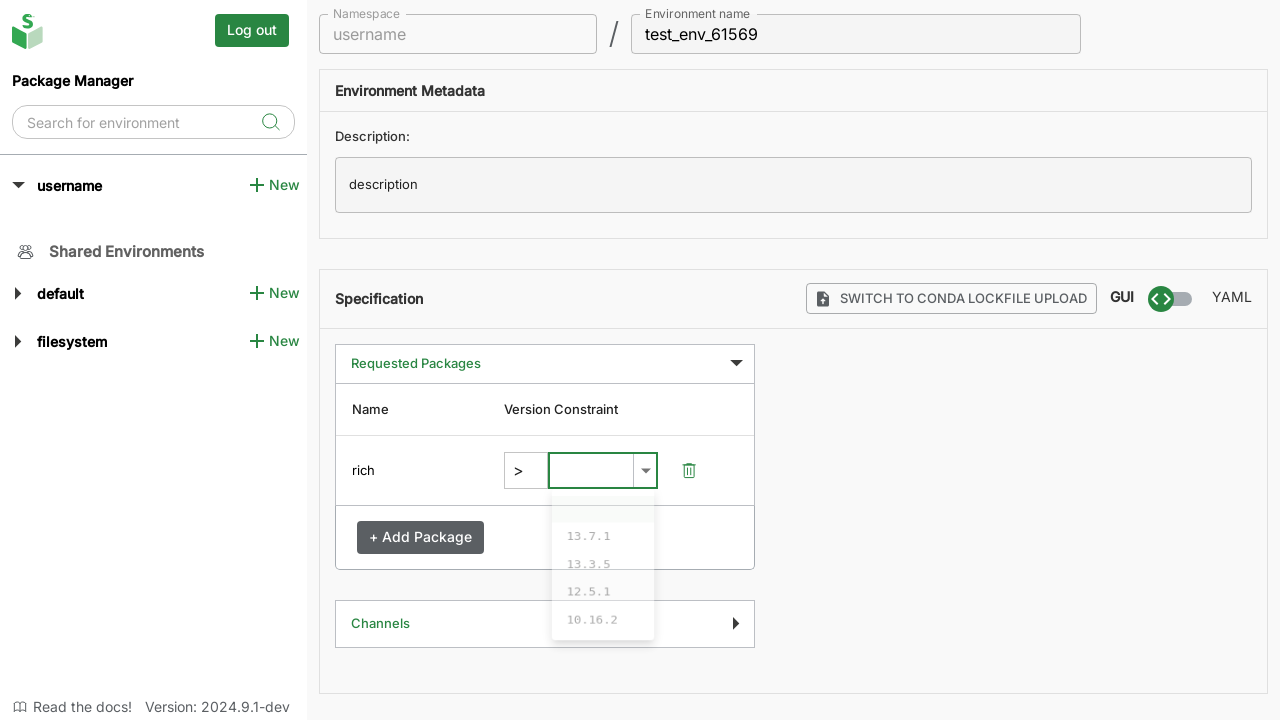 Log out
Package Manager
Search for environment
username
New
Shared Environments
default
New
filesystem
New
Read the docs!
Version: 2024.9.1-dev
Namespace
username
/
Environment name
test_env_61569
Environment Metadata
Description:
description
Specification
SWITCH TO CONDA LOCKFILE UPLOAD
GUI
YAML
Requested Packages
Name
Version Constraint
rich
>
13.7.1
13.3.5
12.5.1
10.16.2
+ Add Package
Channels